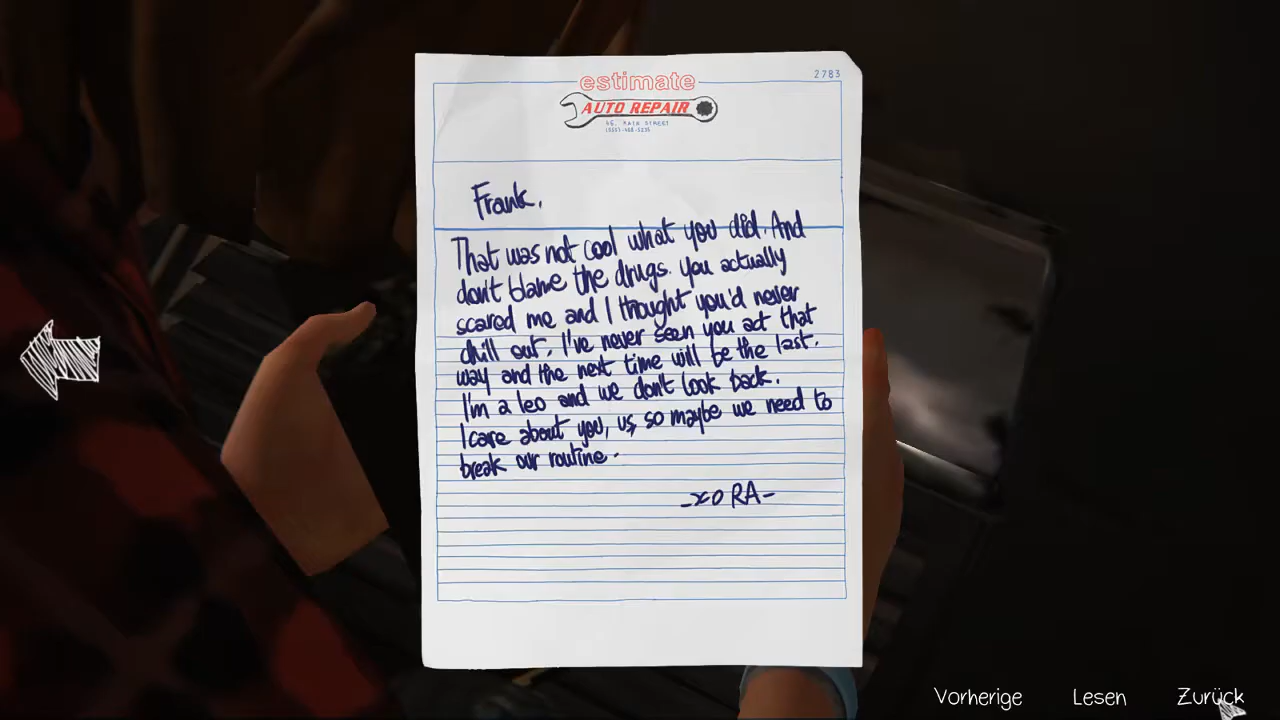 2783
estimate
AUTO REPAIR
Frank,
That was not cool what you did. And
don't blame the drugs. You actually
scared me and I thought you'd never
chill out. I've never seen you act that
way and the next time will be the last.
I'm a leo and we don't look back.
I care about you, us, so maybe we need to
break our routine.
-xo RA-
Vorherige
Lesen
Zurück